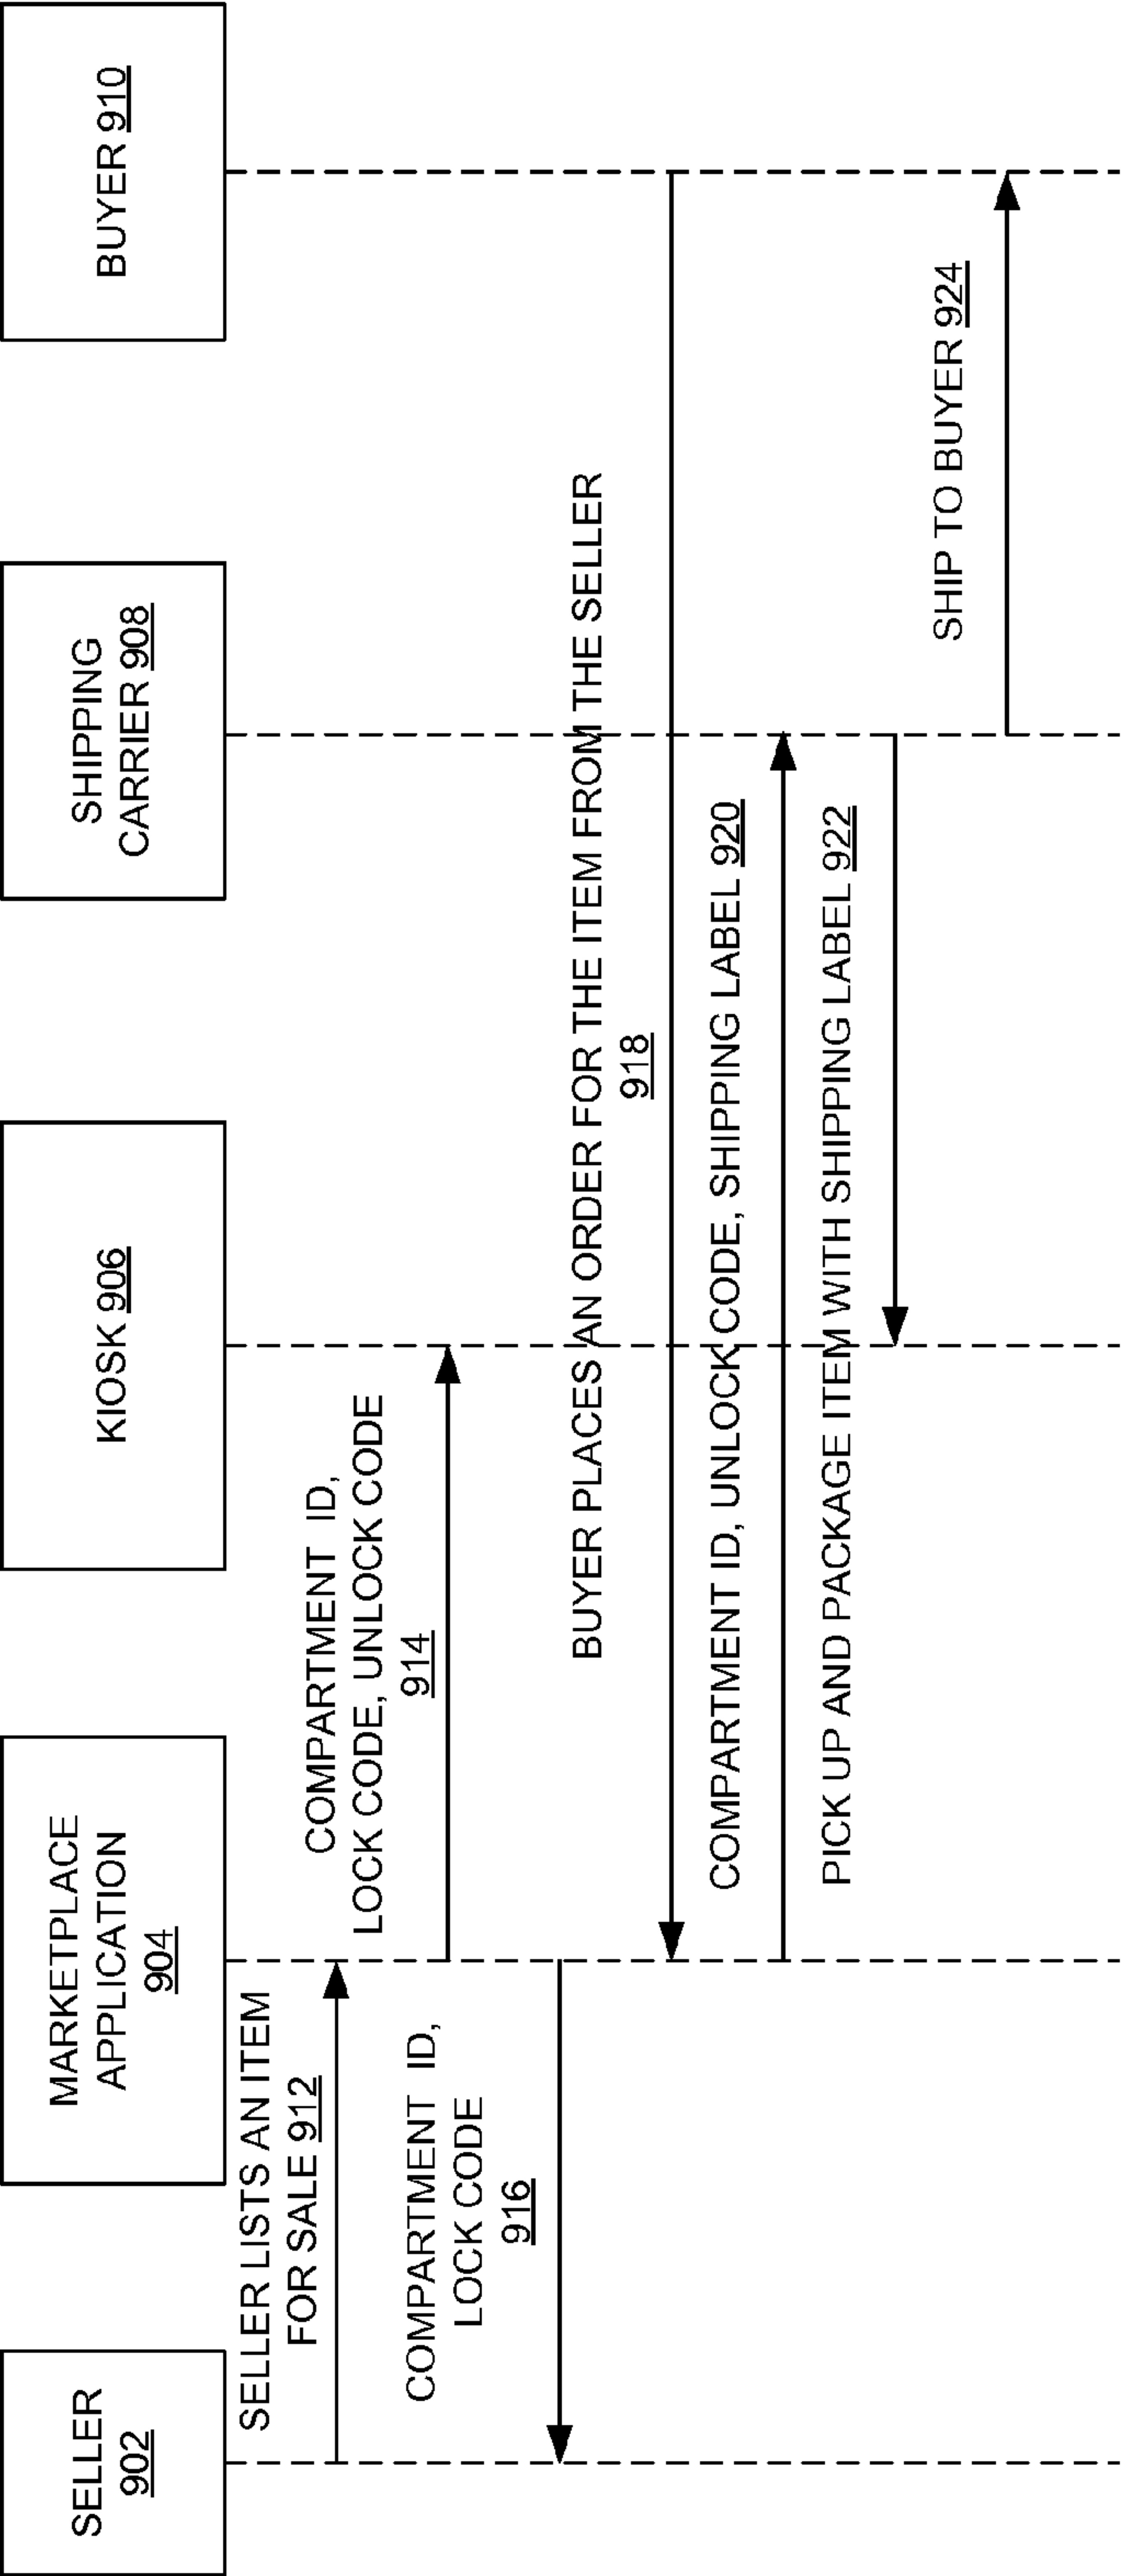 SELLER
902
MARKETPLACE
APPLICATION
904
KIOSK 906
SHIPPING
CARRIER 908
BUYER 910
SELLER LISTS AN ITEM
FOR SALE 912
COMPARTMENT ID,
LOCK CODE, UNLOCK CODE
914
COMPARTMENT ID,
LOCK CODE
916
BUYER PLACES AN ORDER FOR THE ITEM FROM THE SELLER
918
COMPARTMENT ID, UNLOCK CODE, SHIPPING LABEL 920
PICK UP AND PACKAGE ITEM WITH SHIPPING LABEL 922
SHIP TO BUYER 924